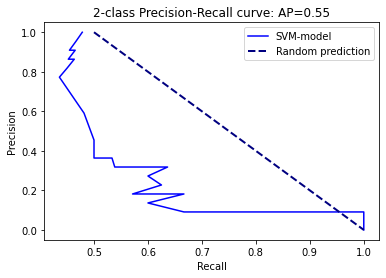 2-class Precision-Recall curve: AP=0.55
SVM-model
Random prediction
Precision
1.0
0.8
0.6
0.4
0.2
0.0
0.5 0.6 0.7 0.8 0.9 1.0
Recall